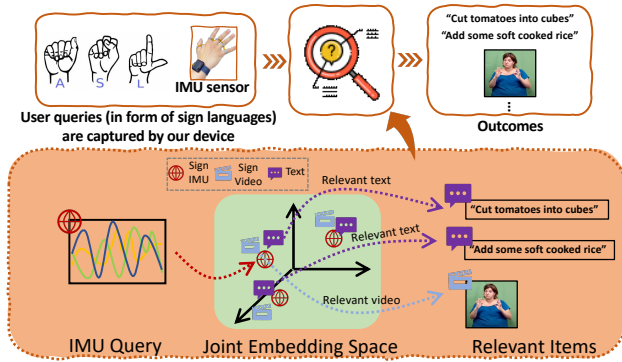 A S L
IMU sensor
User queries (in form of sign languages)
are captured by our device
?
“Cut tomatoes into cubes”
“Add some soft cooked rice”
Outcomes
Sign
IMU
Sign
Video
Text
Relevant text
“Cut tomatoes into cubes”
Relevant text
“Add some soft cooked rice”
Relevant video
IMU Query
Joint Embedding Space
Relevant Items